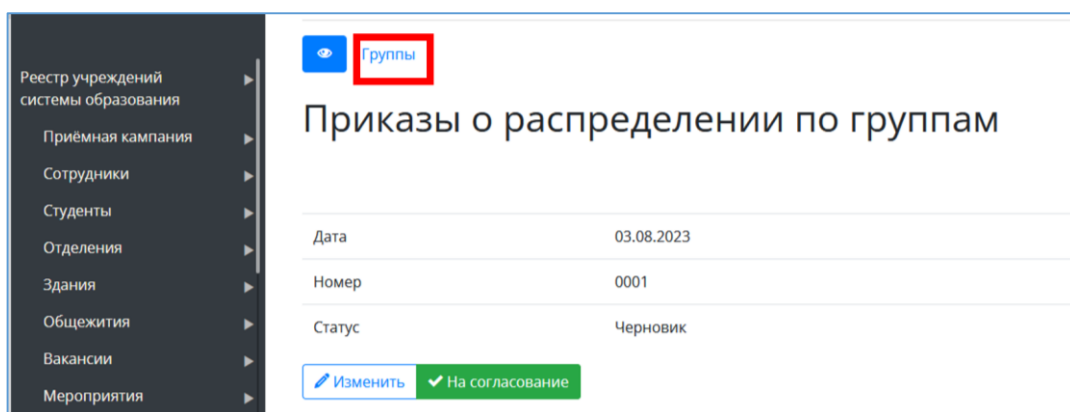 Группы
Реестр учреждений
системы образования
Приёмная кампания
Сотрудники
Студенты
Отделения
Здания
Общежития
Вакансии
Мероприятия
Приказы о распределении по группам
Дата 03.08.2023
Номер 0001
Статус Черновик
Изменить На согласование